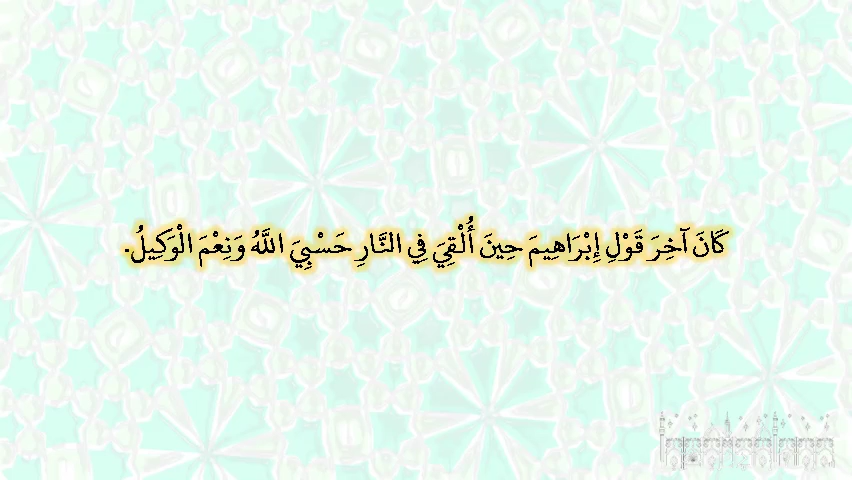 كَانَ آخِرَ قَوْلِ إِبْرَاهِيمَ حِينَ أُلْقِيَ فِي النَّارِ حَسْبِيَ اللَّهُ وَنِعْمَ الْوَكِيلُ.